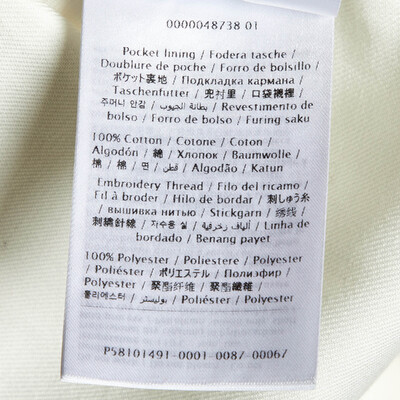 0000048738 01
Pocket lining / Fodera tasche /
Doublure de poche / Forro de bolsillo /
ポケット裏地 / Подкладка кармана /
Taschenfutter / 兜衬里 / 口袋襯裡 /
주머니 안감 / بطانة الجيوب / Revestimento de
bolso / Forro de bolso / Furing saku
100% Cotton / Cotone / Coton /
Algodón / 綿 / Хлопок / Baumwolle /
棉 / 棉 / 면 / قطن / Algodão / Katun
Embroidery Thread / Filo del ricamo /
Fil à broder / Hilo de bordar / 刺しゅう糸
/ вышивка нитью / Stickgarn / 绣线 /
刺繡針線 / 자수용 실 / ألياف زخرفية / Linha de
bordado / Benang payet
100% Polyester / Poliestere / Polyester /
Poliéster / ポリエステル / Полиэфир /
Polyester / 聚酯纤维 / 聚酯纖維 /
폴리에스터 / بوليستر / Poliéster / Polyester
P58101491-0001-0087-00067